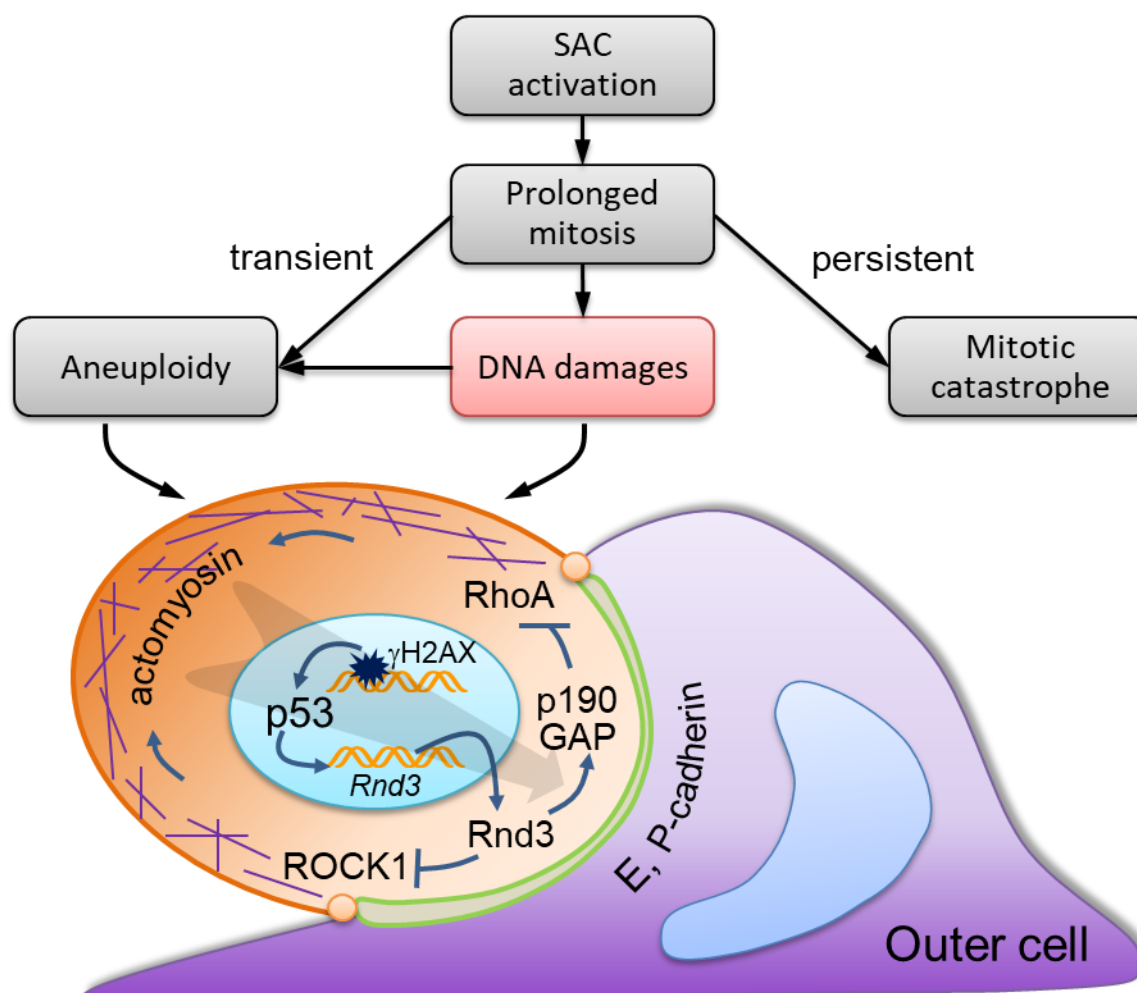 SAC
activation
Prolonged
mitosis
transient
persistent
Aneuploidy
DNA damages
Mitotic
catastrophe
actomyosin
RhoA
γH2AX
p53
p190
GAP
Rnd3
Rnd3
ROCK1
E, P-cadherin
Outer cell